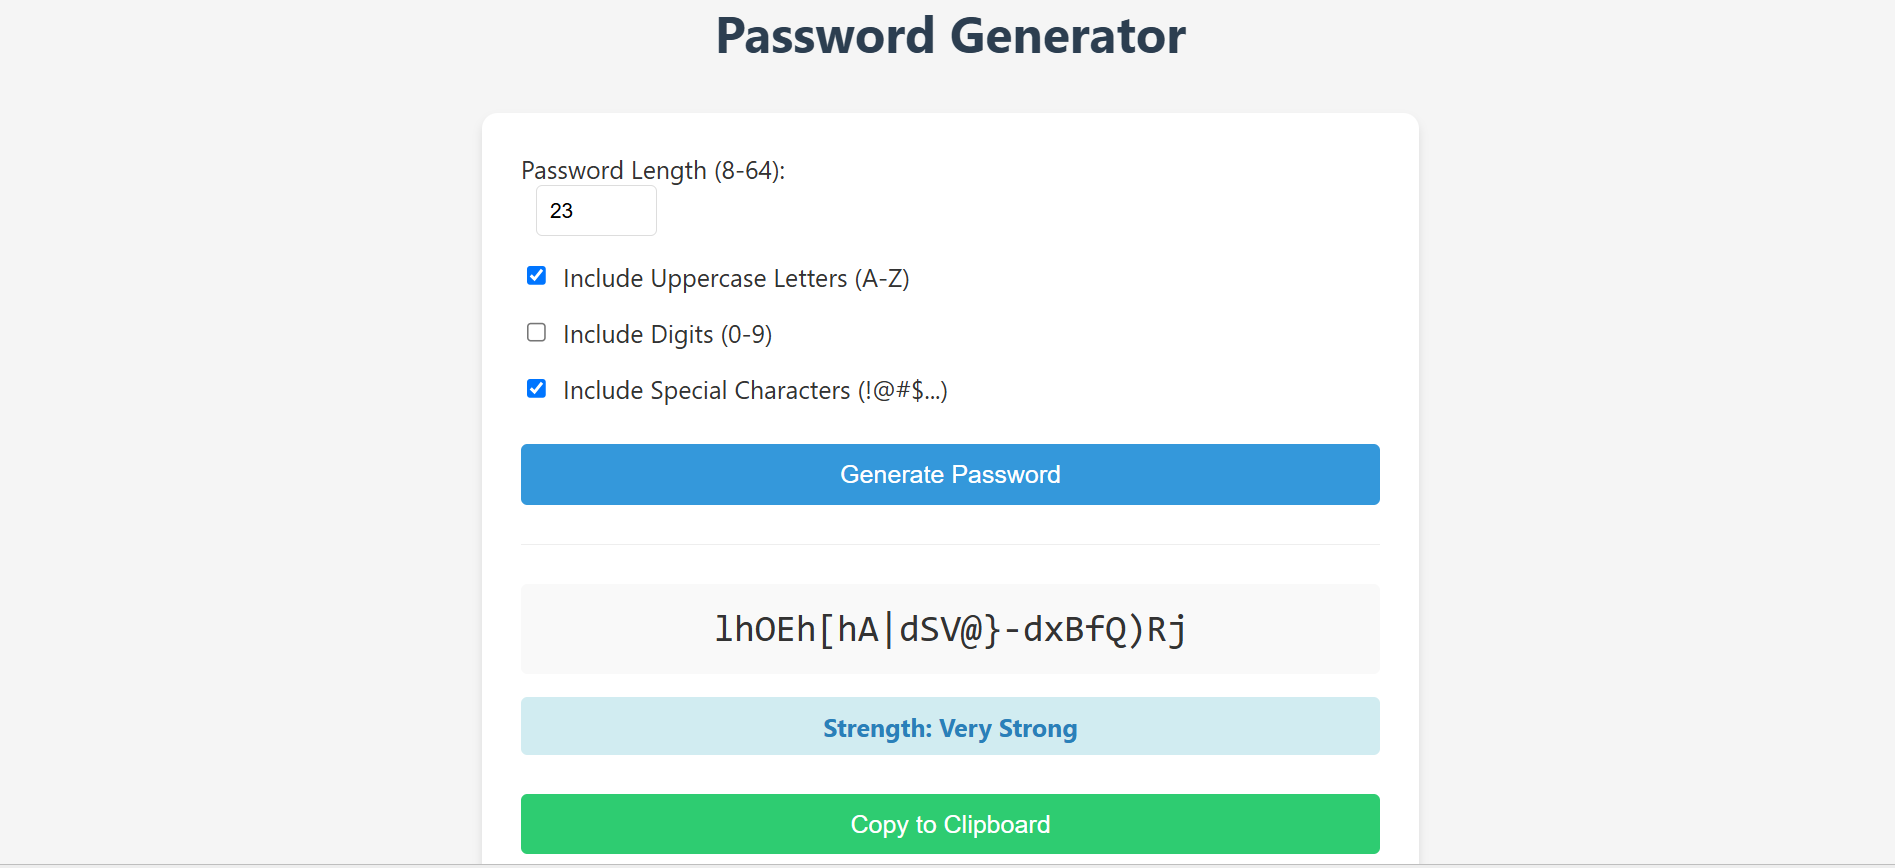 Password Generator
Password Length (8-64):
23
Include Uppercase Letters (A-Z)
Include Digits (0-9)
Include Special Characters (!@#$...)
Generate Password
lhOEh[hA|dSV@}-dxBfQ)Rj
Strength: Very Strong
Copy to Clipboard